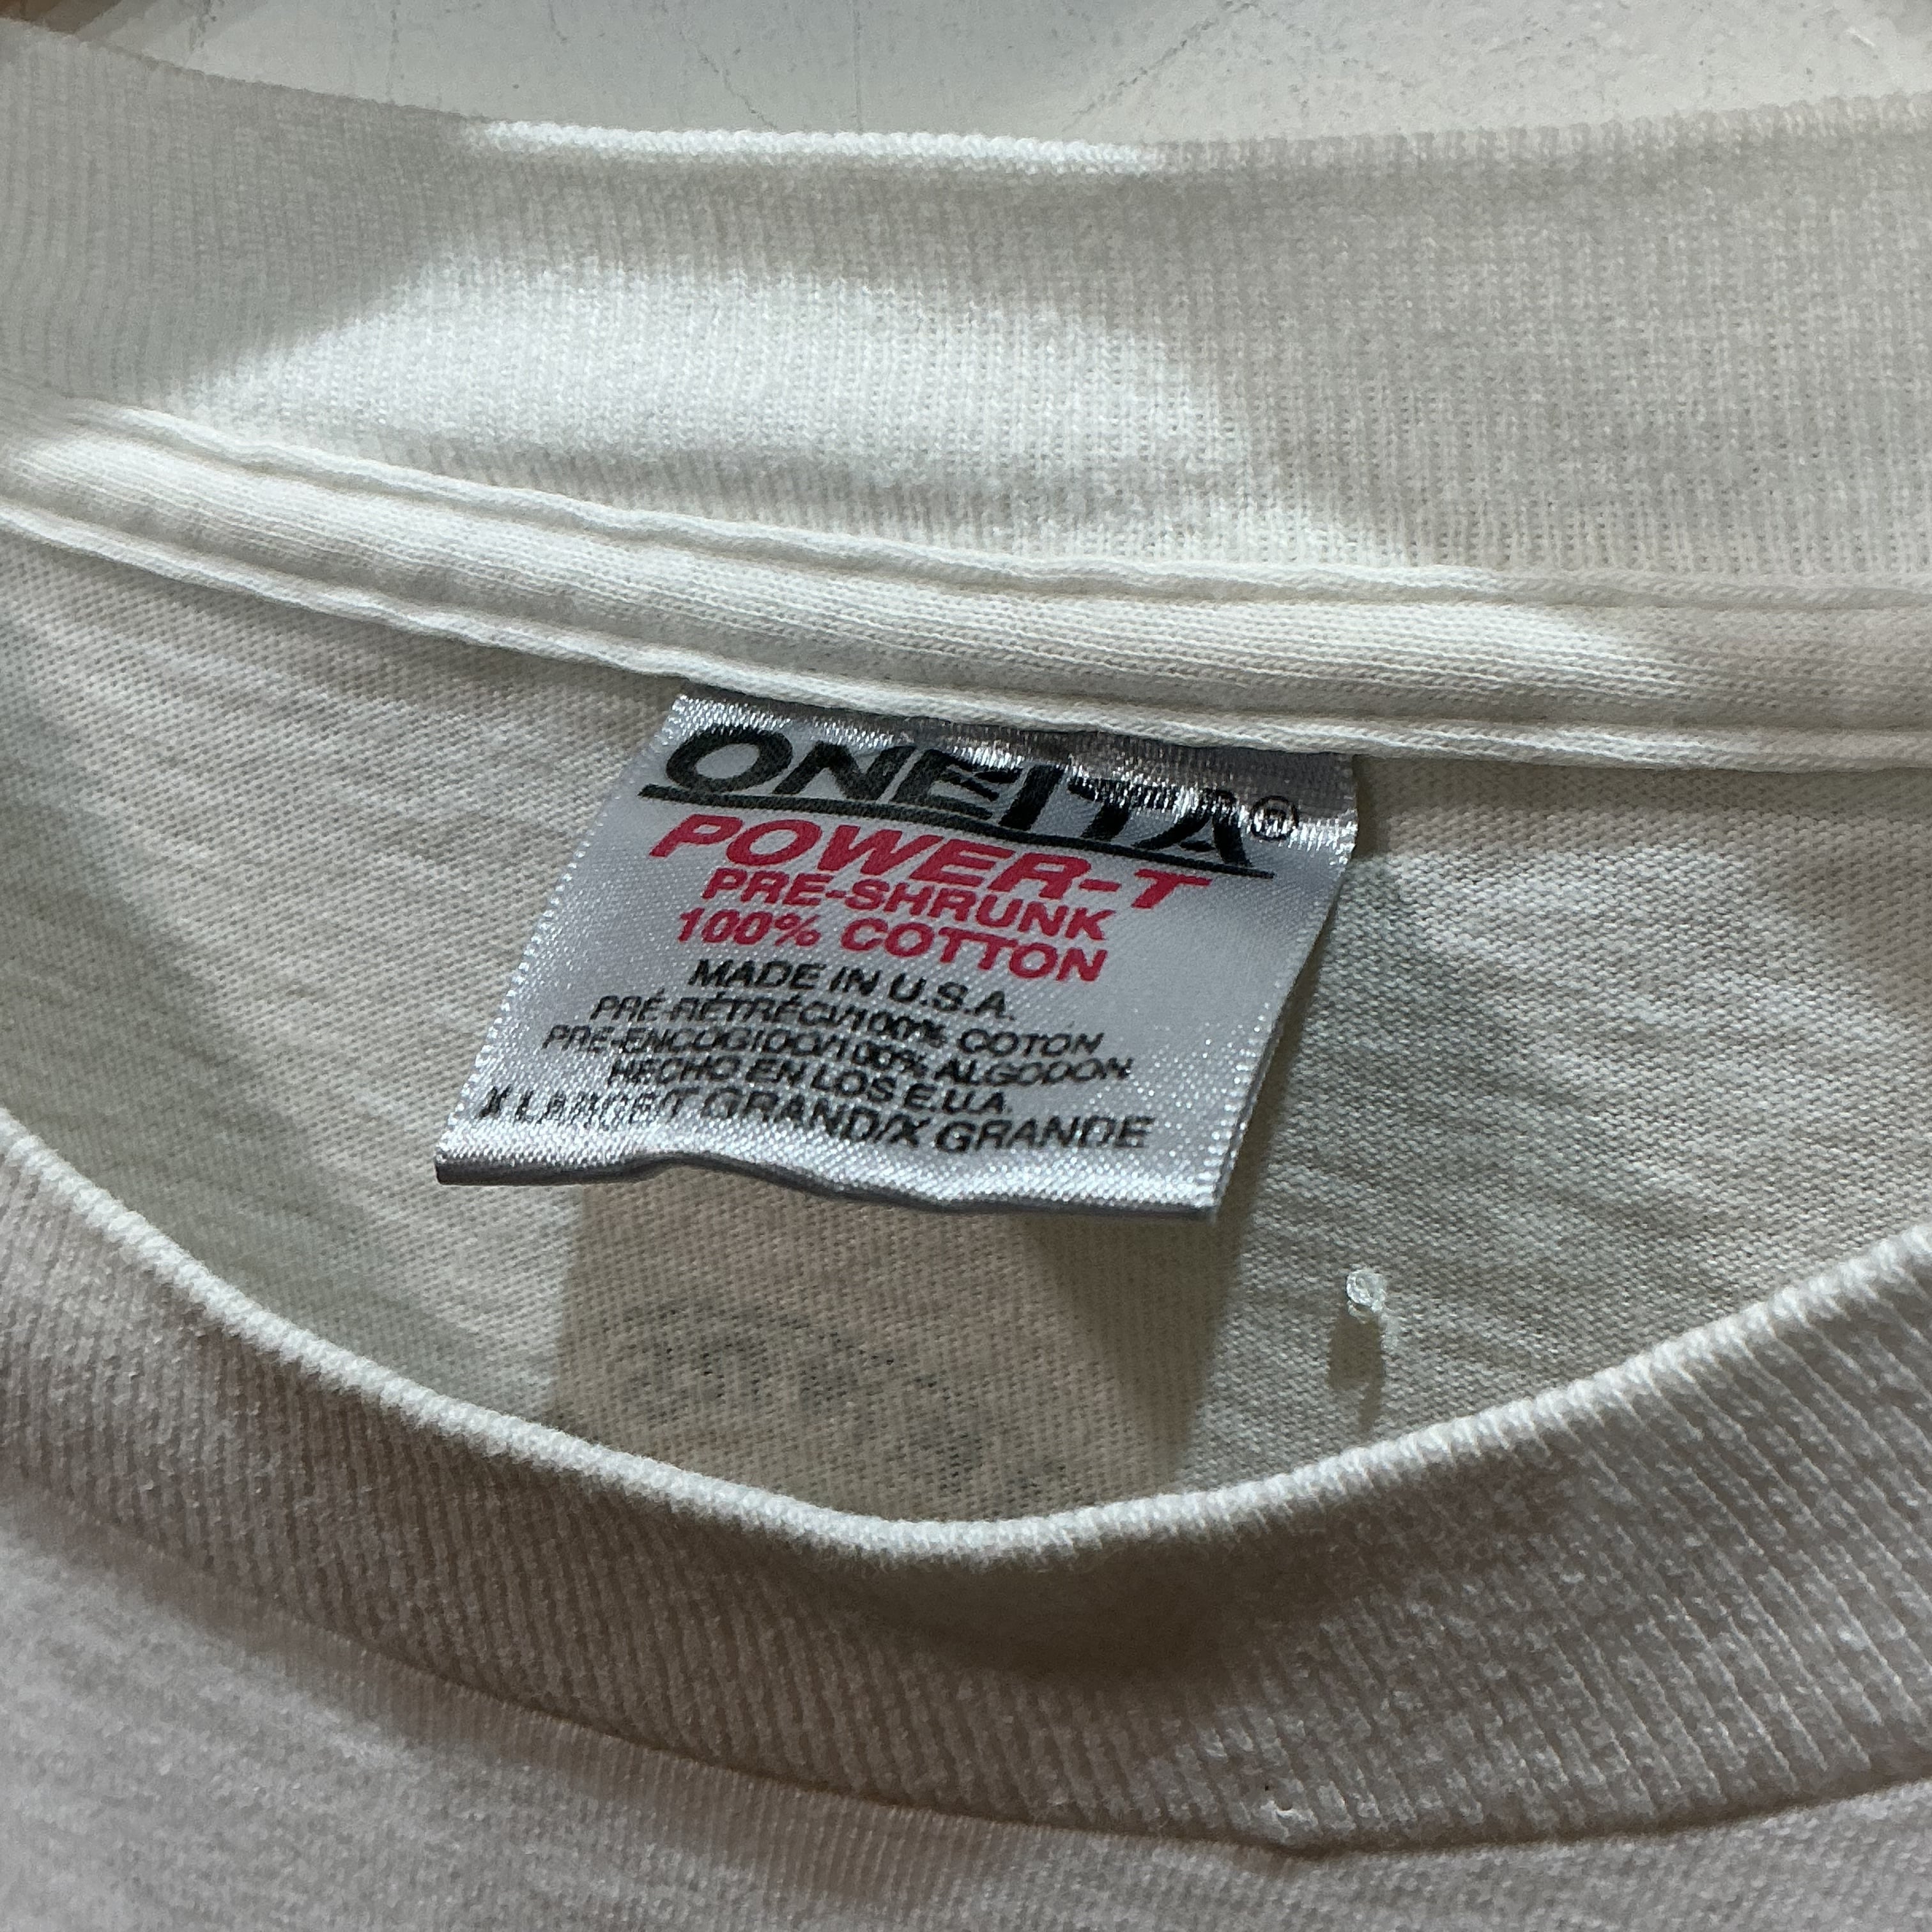 ONEITA®
POWER-T
PRE-SHRUNK
100% COTTON
MADE IN U.S.A.
PRÉ-RÉTRÉCI/100% COTON
PRE-ENCOGIDO/100% ALGODON
HECHO EN LOS E.U.A.
X LARGE/T GRAND/X GRANDE